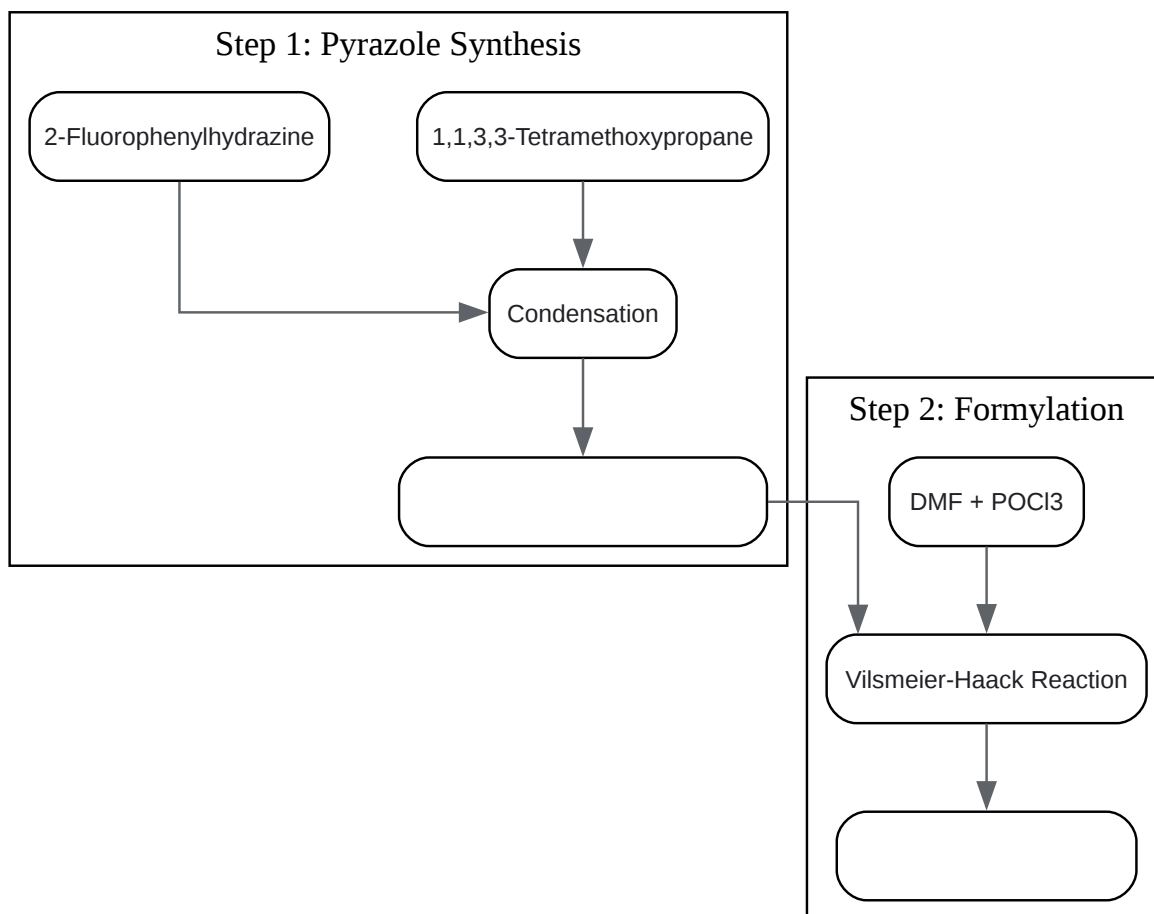 Step 1: Pyrazole Synthesis
2-Fluorophenylhydrazine
1,1,3,3-Tetramethoxypropane
Condensation
Step 2: Formylation
DMF + POCl3
Vilsmeier-Haack Reaction